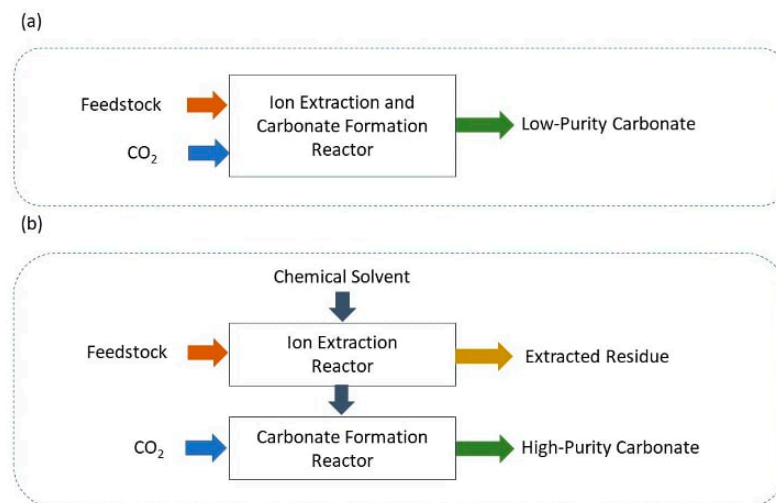 (a)
Feedstock
CO₂
Ion Extraction and
Carbonate Formation
Reactor
Low-Purity Carbonate
(b)
Chemical Solvent
Feedstock
Ion Extraction
Reactor
Extracted Residue
CO₂
Carbonate Formation
Reactor
High-Purity Carbonate